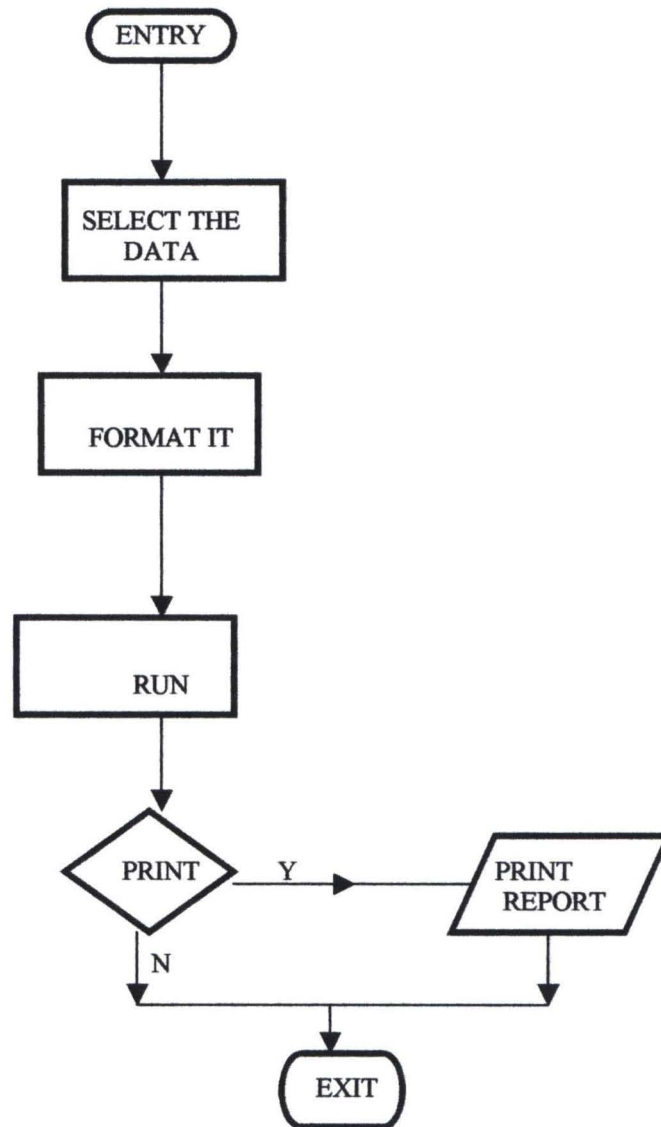 ENTRY
SELECT THE
DATA
FORMAT IT
RUN
PRINT
Y
PRINT
REPORT
N
EXIT